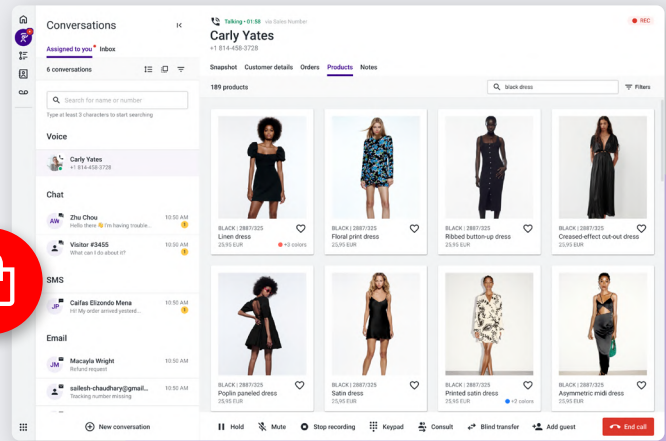 Conversations
Assigned to you Inbox
6 conversations
Search for name or number
Type at least 3 characters to start searching
Voice
Carly Yates
+1 814-458-3728
Chat
AW
Zhu Chou
10:50 AM
Hello there I'm having trouble...
1
Visitor #3455
10:50 AM
What can I do about it?
1
SMS
JP
Caifas Elizondo Mena
10:50 AM
Hi! My order arrived yesterd...
1
Email
JM
Macayla Wright
10:50 AM
Refund request
sailesh-chaudhary@gmail...
10:50 AM
Tracking number missing
New conversation
Talking • 01:58 via Sales Number
REC
Carly Yates
+1 814-458-3728
Snapshot Customer details Orders Products Notes
189 products
black dress
Filters
BLACK | 2887/325
Linen dress
25,95 EUR
+3 colors
BLACK | 2887/325
Floral print dress
25,95 EUR
BLACK | 2887/325
Ribbed button-up dress
25,95 EUR
BLACK | 2887/325
Creased-effect cut-out dress
25,95 EUR
BLACK | 2887/325
Poplin paneled dress
25,95 EUR
BLACK | 2887/325
Satin dress
25,95 EUR
BLACK | 2887/325
Printed satin dress
25,95 EUR
+2 colors
BLACK | 2887/325
Asymmetric midi dress
25,95 EUR
Hold Mute Stop recording Keypad Consult Blind transfer Add guest End call